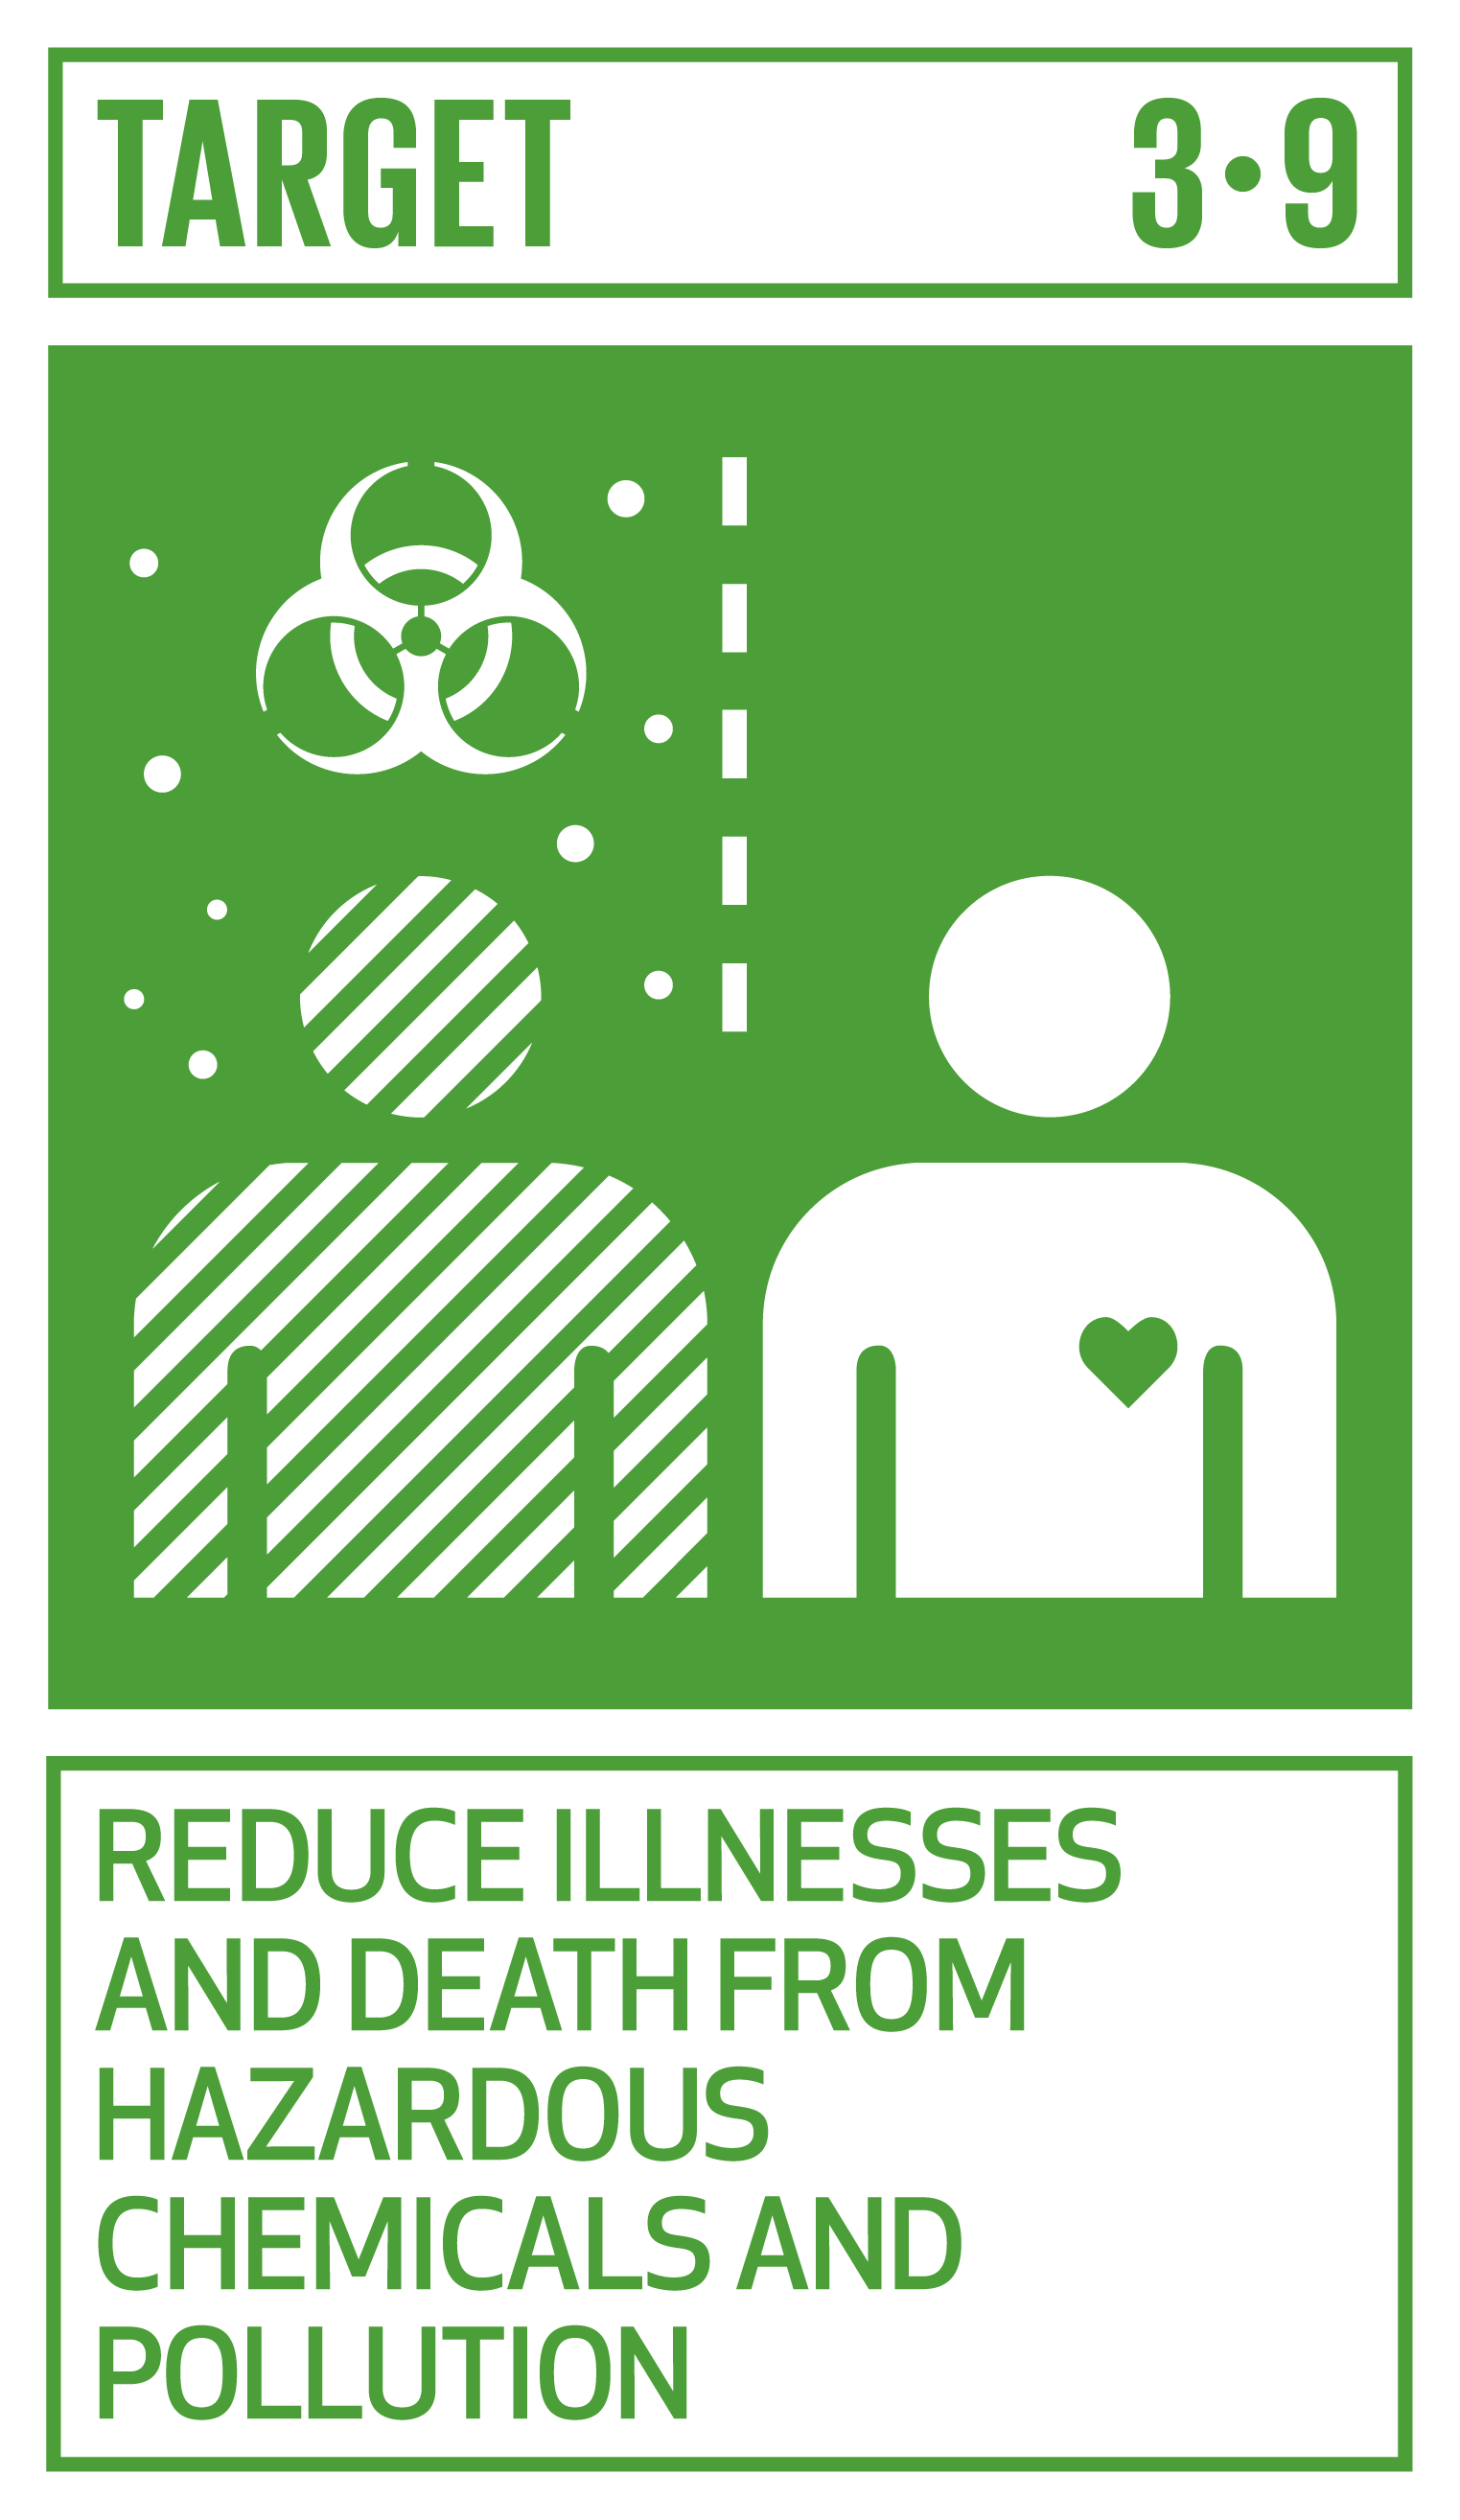 TARGET 3·9
REDUCE ILLNESSES
AND DEATH FROM
HAZARDOUS
CHEMICALS AND
POLLUTION